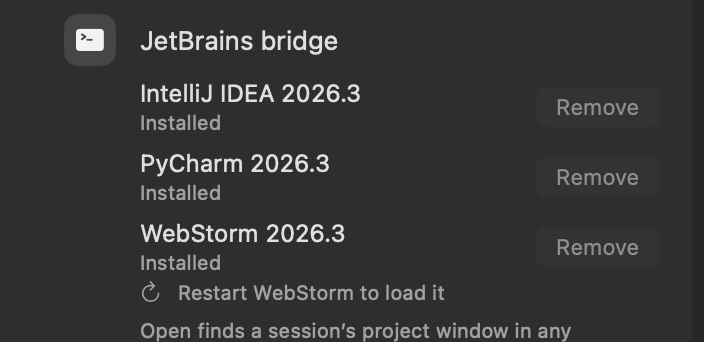 JetBrains bridge
IntelliJ IDEA 2026.3
Installed
Remove
PyCharm 2026.3
Installed
Remove
WebStorm 2026.3
Installed
Remove
Restart WebStorm to load it
Open finds a session’s project window in any